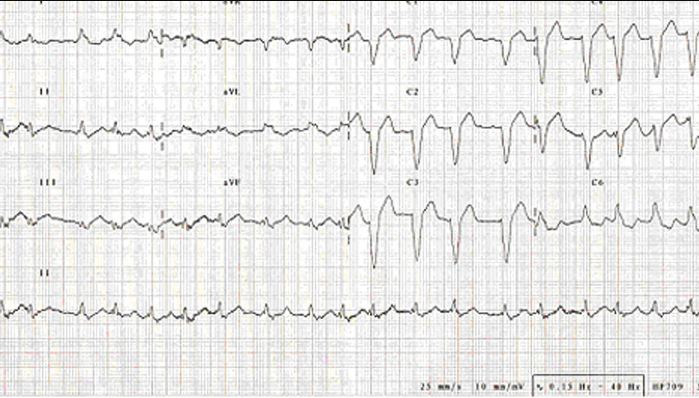 I aVR C1 C4
II aVL C2 C5
III aVF C3 C6
II
25 mm/s 10 mm/mV ∿ 0.15 Hz - 40 Hz HP709